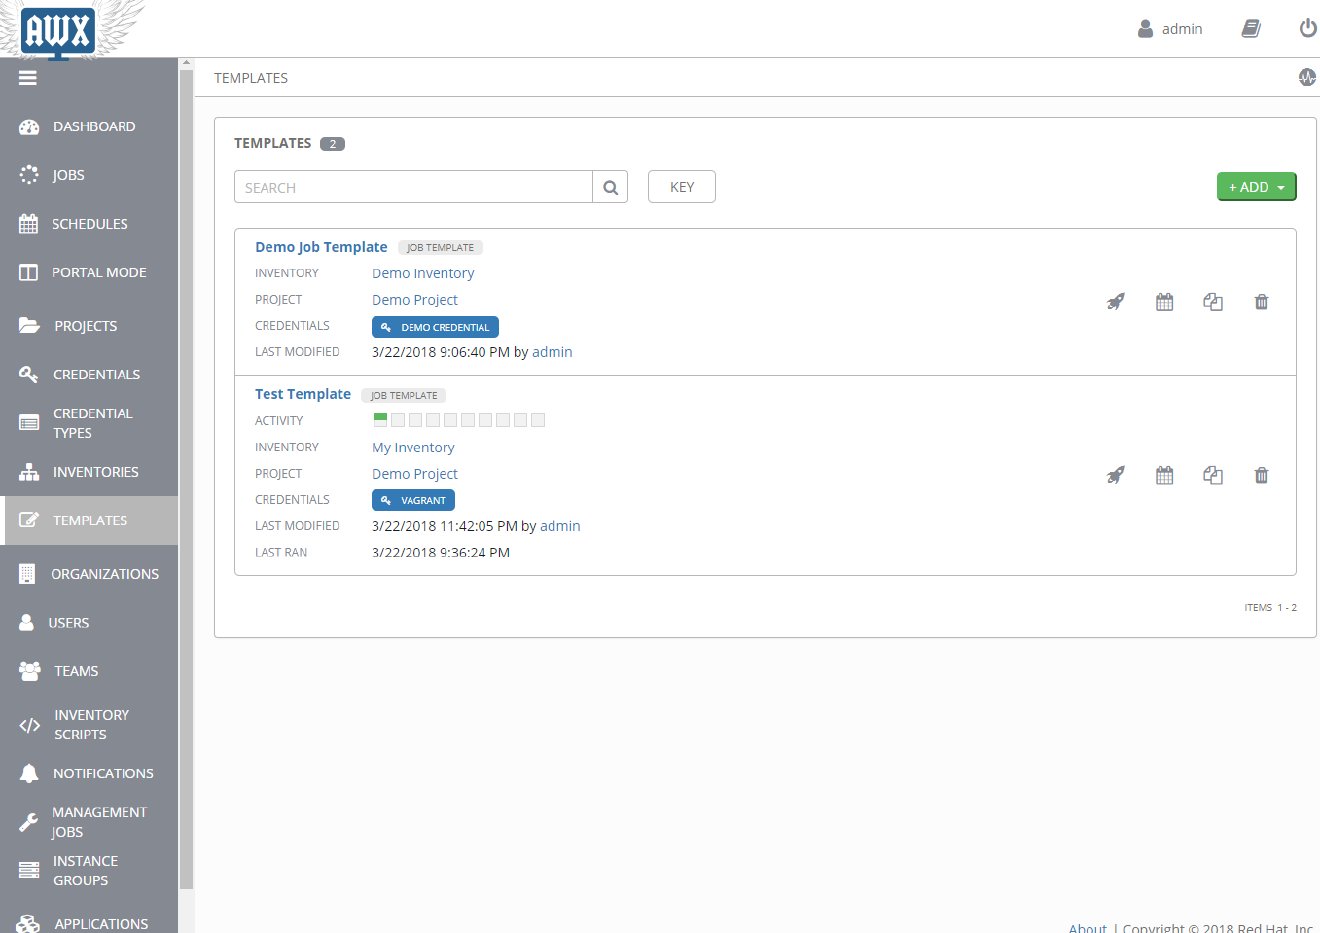 AWX
admin
TEMPLATES
DASHBOARD
JOBS
SCHEDULES
PORTAL MODE
PROJECTS
CREDENTIALS
CREDENTIAL
TYPES
INVENTORIES
TEMPLATES
ORGANIZATIONS
USERS
TEAMS
INVENTORY
SCRIPTS
NOTIFICATIONS
MANAGEMENT
JOBS
INSTANCE
GROUPS
APPLICATIONS
TEMPLATES 2
SEARCH
KEY
+ ADD
Demo Job Template JOB TEMPLATE
INVENTORY Demo Inventory
PROJECT Demo Project
CREDENTIALS DEMO CREDENTIAL
LAST MODIFIED 3/22/2018 9:06:40 PM by admin
Test Template JOB TEMPLATE
ACTIVITY
INVENTORY My Inventory
PROJECT Demo Project
CREDENTIALS VAGRANT
LAST MODIFIED 3/22/2018 11:42:05 PM by admin
LAST RAN 3/22/2018 9:36:24 PM
ITEMS 1 - 2
About | Copyright © 2018 Red Hat, Inc.